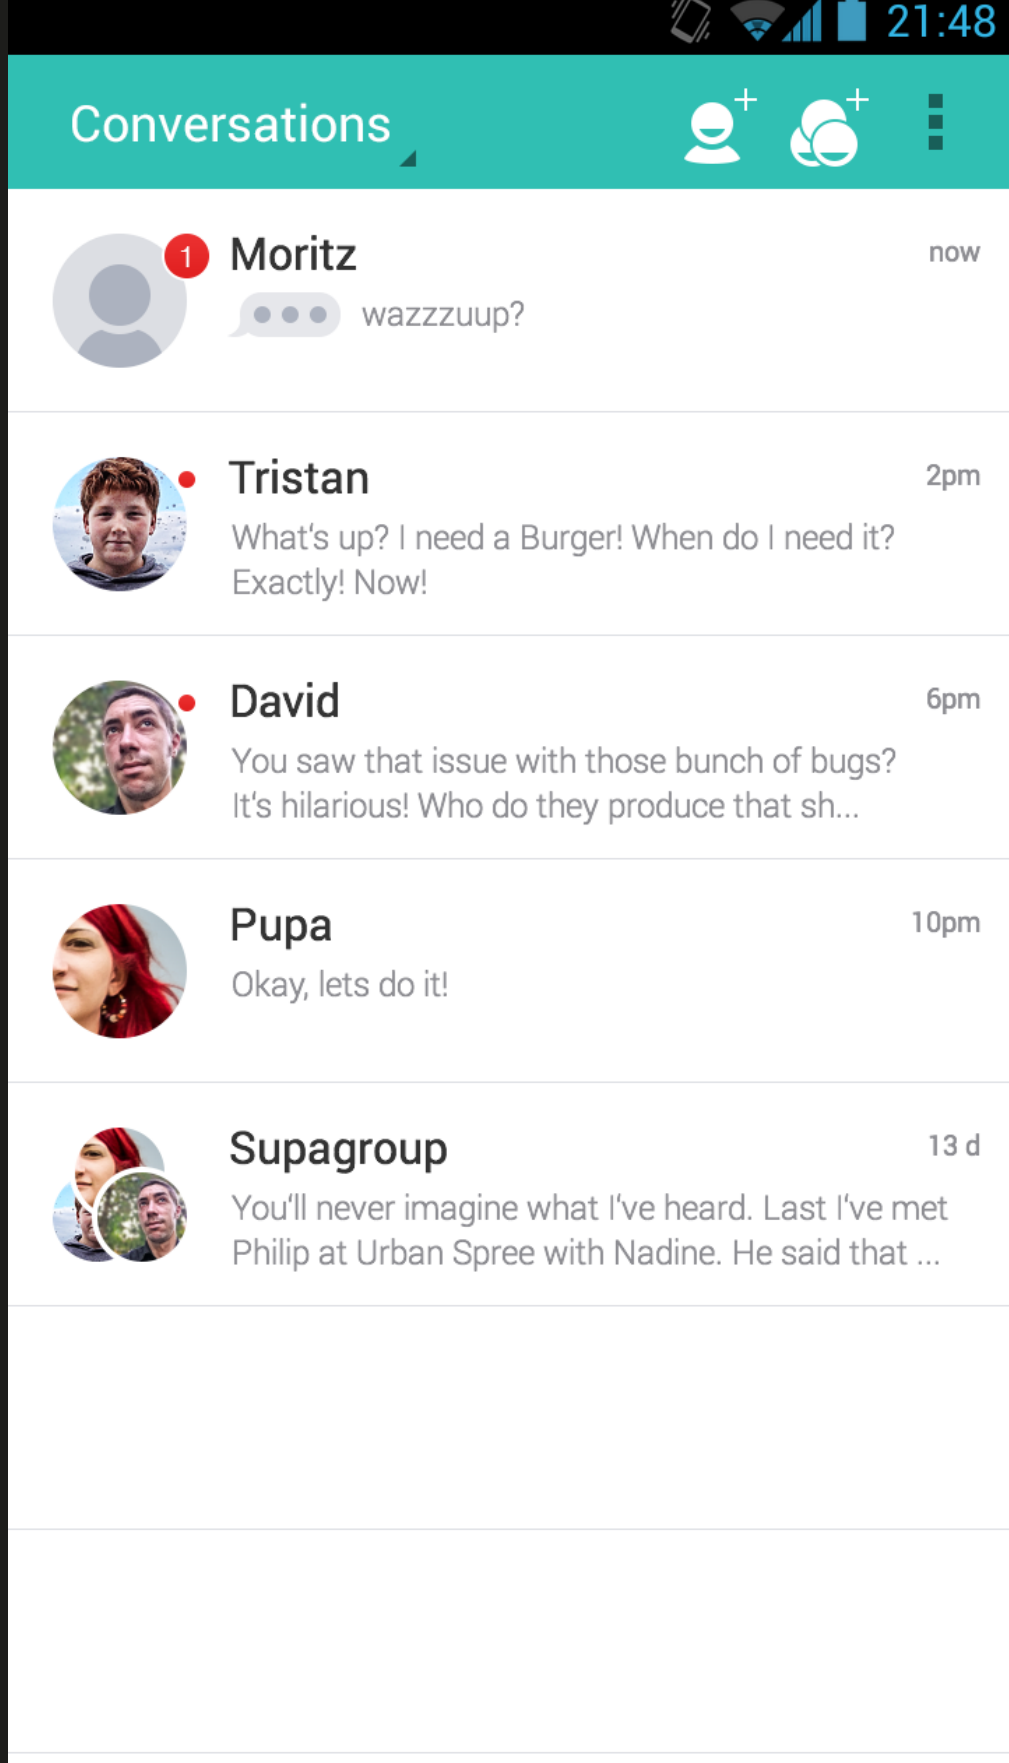 21:48
Conversations
1
Moritz
now
wazzzuup?
Tristan
2pm
What‘s up? I need a Burger! When do I need it?
Exactly! Now!
David
6pm
You saw that issue with those bunch of bugs?
It‘s hilarious! Who do they produce that sh...
Pupa
10pm
Okay, lets do it!
Supagroup
13 d
You‘ll never imagine what I‘ve heard. Last I‘ve met
Philip at Urban Spree with Nadine. He said that ...